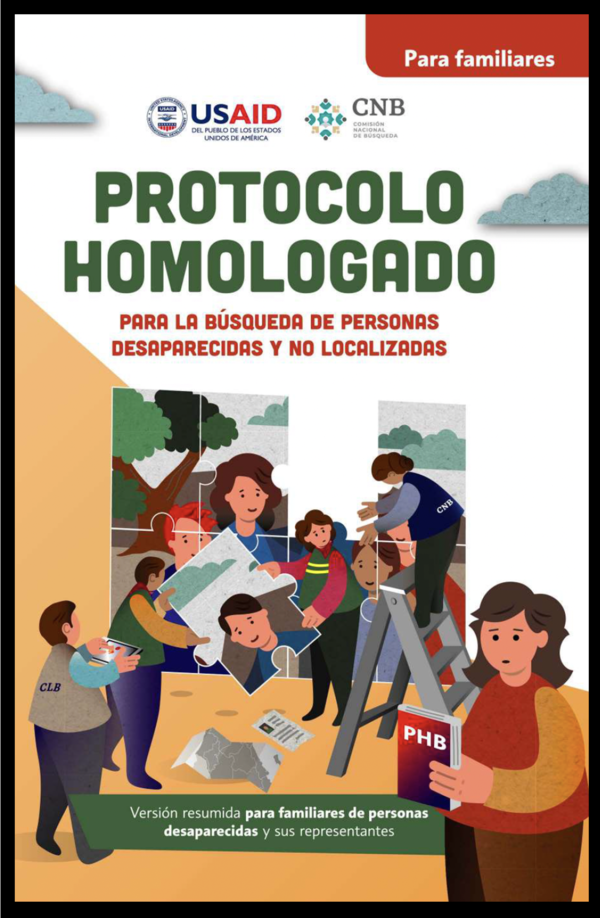 Para familiares
USAID
DEL PUEBLO DE LOS ESTADOS
UNIDOS DE AMÉRICA
CNB
COMISIÓN
NACIONAL
DE BÚSQUEDA
PROTOCOLO
HOMOLOGADO
PARA LA BÚSQUEDA DE PERSONAS
DESAPARECIDAS Y NO LOCALIZADAS
CNB
CLB
PHB
Versión resumida para familiares de personas
desaparecidas y sus representantes